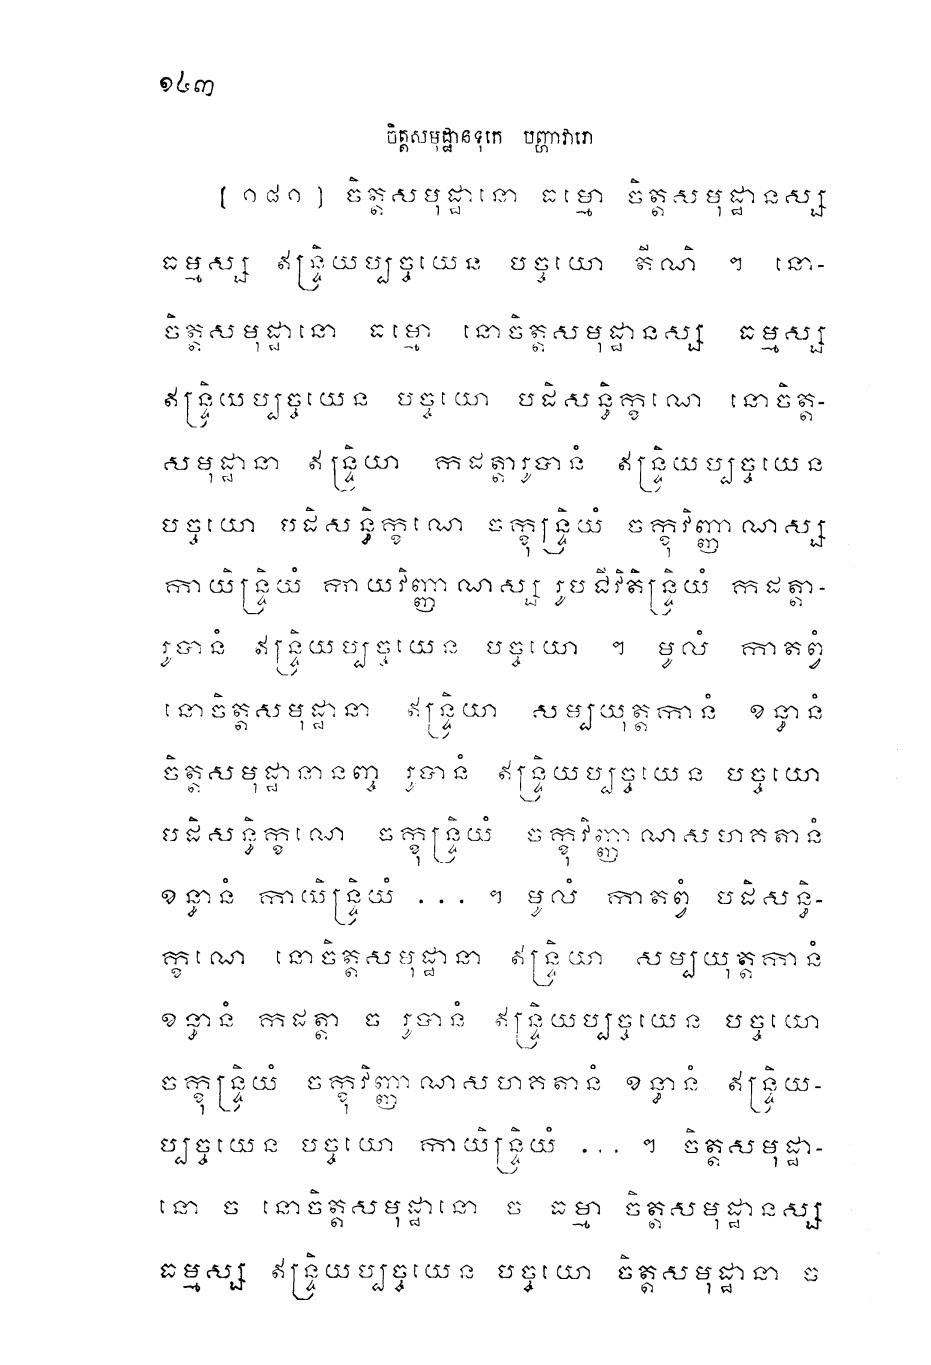 ១៤៣
ចិត្តសមុដ្ឋានទុកេ បញ្ហាវារោ
[ ១៨១ ] ចិត្តសមុដ្ឋានោ ធម្មោ ចិត្តសមុដ្ឋានស្ស
ធម្មស្ស ឥន្ទ្រិយប្បច្ចយេន បច្ចយោ តីណិ ។ នោ-
ចិត្តសមុដ្ឋានោ ធម្មោ នោចិត្តសមុដ្ឋានស្ស ធម្មស្ស
ឥន្ទ្រិយប្បច្ចយេន បច្ចយោ បដិសន្ធិក្ខណេ នោចិត្ត-
សមុដ្ឋានា ឥន្ទ្រិយា កដត្តារូបានំ ឥន្ទ្រិយប្បច្ចយេន
បច្ចយោ បដិសន្ធិក្ខណេ ចក្ខុន្ទ្រិយំ ចក្ខុវិញ្ញាណស្ស
កាយិន្ទ្រិយំ កាយវិញ្ញាណស្ស រូបជីវិតិន្ទ្រិយំ កដត្តា-
រូបានំ ឥន្ទ្រិយប្បច្ចយេន បច្ចយោ ។ មូលំ កាតព្វំ
នោចិត្តសមុដ្ឋានា ឥន្ទ្រិយា សម្បយុត្តកានំ ខន្ធានំ
ចិត្តសមុដ្ឋានានញ្ច រូបានំ ឥន្ទ្រិយប្បច្ចយេន បច្ចយោ
បដិសន្ធិក្ខណេ ចក្ខុន្ទ្រិយំ ចក្ខុវិញ្ញាណសហគតានំ
ខន្ធានំ កាយិន្ទ្រិយំ ... ។ មូលំ កាតព្វំ បដិសន្ធិ-
ក្ខណេ នោចិត្តសមុដ្ឋានា ឥន្ទ្រិយា សម្បយុត្តកានំ
ខន្ធានំ កដត្តា ច រូបានំ ឥន្ទ្រិយប្បច្ចយេន បច្ចយោ
ចក្ខុន្ទ្រិយំ ចក្ខុវិញ្ញាណសហគតានំ ខន្ធានំ ឥន្ទ្រិយ-
ប្បច្ចយេន បច្ចយោ កាយិន្ទ្រិយំ ... ។ ចិត្តសមុដ្ឋា-
នោ ច នោចិត្តសមុដ្ឋានោ ច ធម្មា ចិត្តសមុដ្ឋានស្ស
ធម្មស្ស ឥន្ទ្រិយប្បច្ចយេន បច្ចយោ ចិត្តសមុដ្ឋានា ច